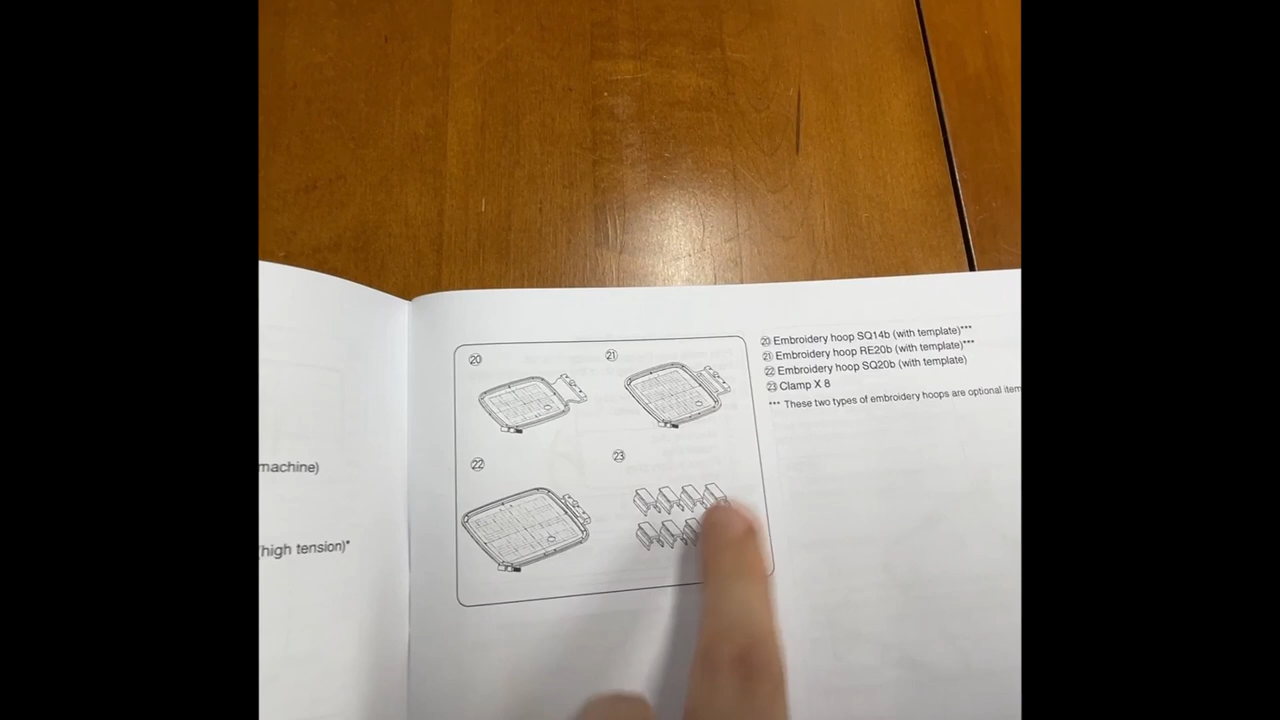 machine)
(high tension)*
20 21
22 23
⑳ Embroidery hoop SQ14b (with template)***
㉑ Embroidery hoop RE20b (with template)***
㉒ Embroidery hoop SQ20b (with template)
㉓ Clamp X 8
*** These two types of embroidery hoops are optional item